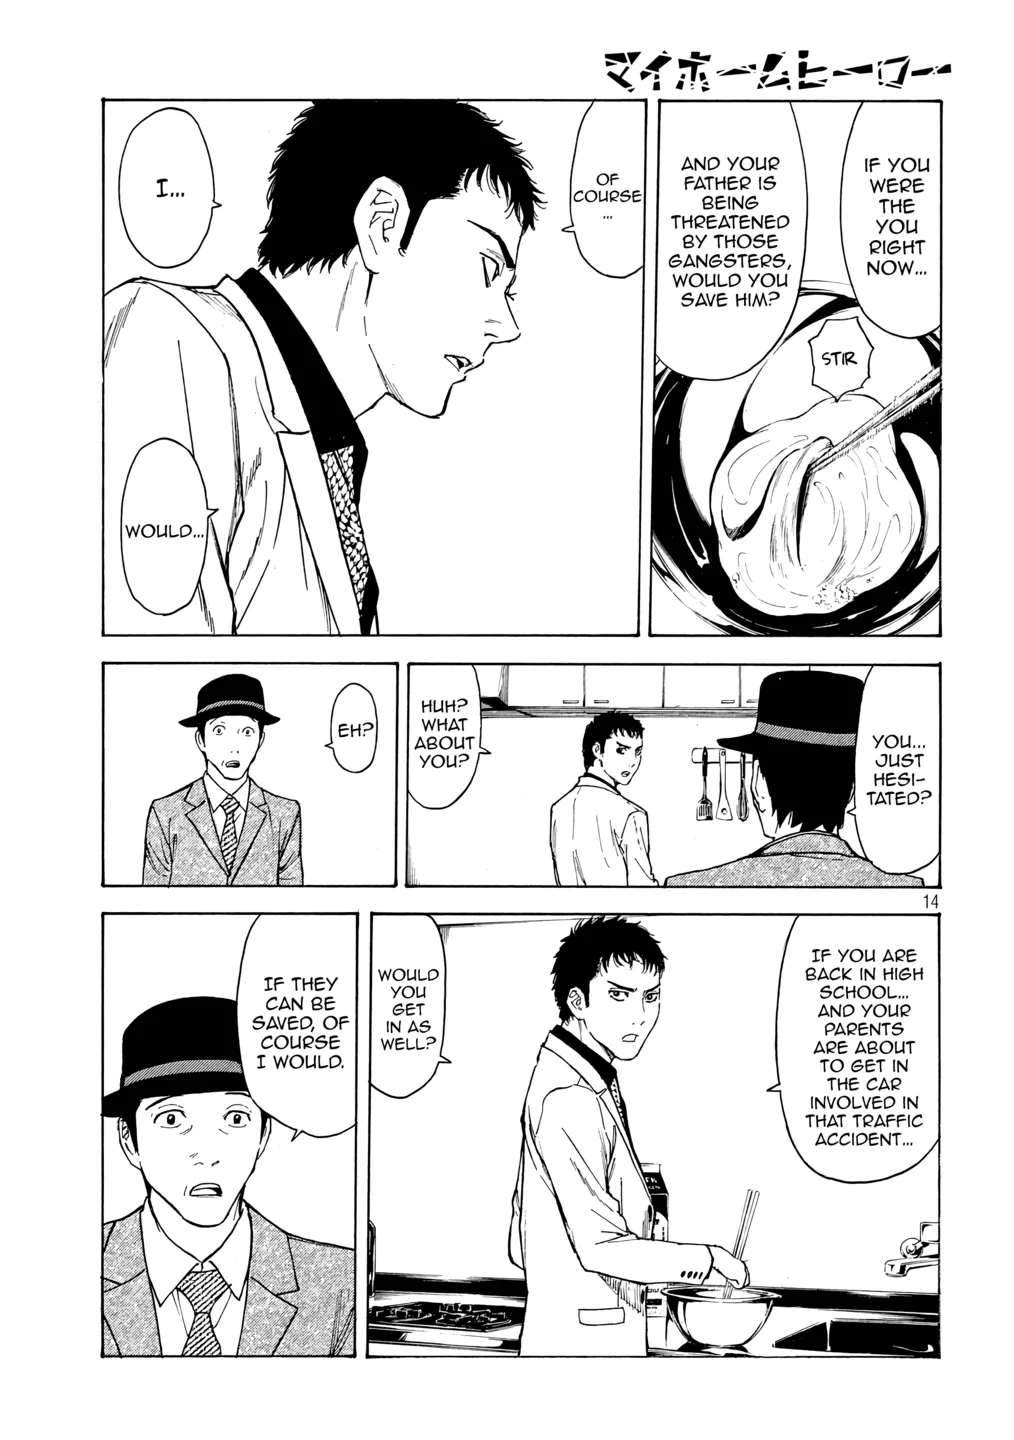 マイホームヒーロー
IF YOU
WERE
THE
YOU
RIGHT
NOW...
AND YOUR
FATHER IS
BEING
THREATENED
BY THOSE
GANGSTERS,
WOULD YOU
SAVE HIM?
STIR
OF
COURSE
...
I...
WOULD...
YOU...
JUST
HESI-
TATED?
HUH?
WHAT
ABOUT
YOU?
EH?
14
IF YOU ARE
BACK IN HIGH
SCHOOL...
AND YOUR
PARENTS
ARE ABOUT
TO GET IN
THE CAR
INVOLVED IN
THAT TRAFFIC
ACCIDENT...
WOULD
YOU
GET
IN AS
WELL?
IF THEY
CAN BE
SAVED, OF
COURSE
I WOULD.